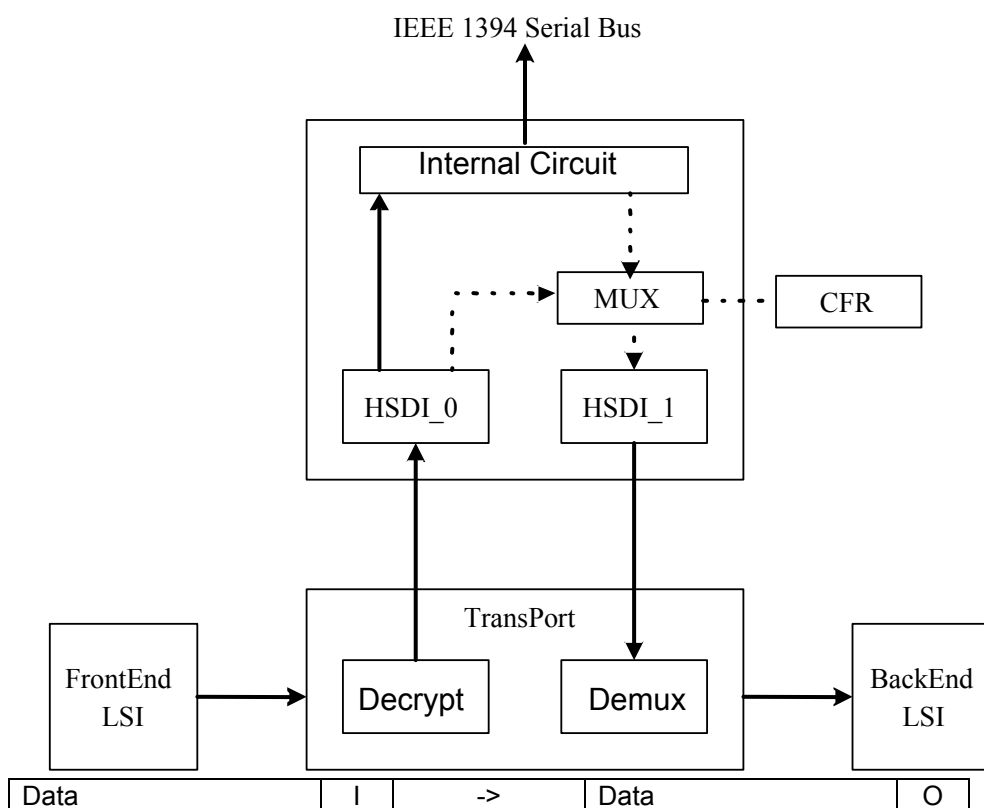 IEEE 1394 Serial Bus
Internal Circuit
MUX
CFR
HSDI_0
HSDI_1
TransPort
FrontEnd
LSI
Decrypt
Demux
BackEnd
LSI
Data I -> Data O